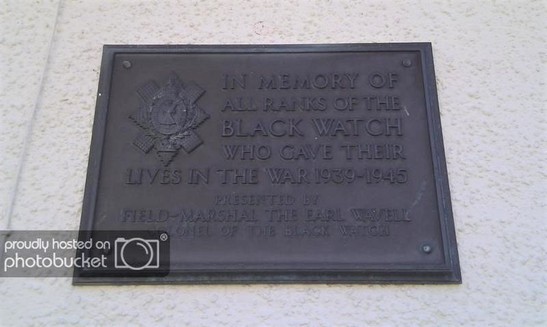 IN MEMORY OF
ALL RANKS OF THE
BLACK WATCH
WHO GAVE THEIR
LIVES IN THE WAR 1939-1945
PRESENTED BY
FIELD-MARSHAL THE EARL WAVELL
COLONEL OF THE BLACK WATCH
proudly hosted on
photobucket